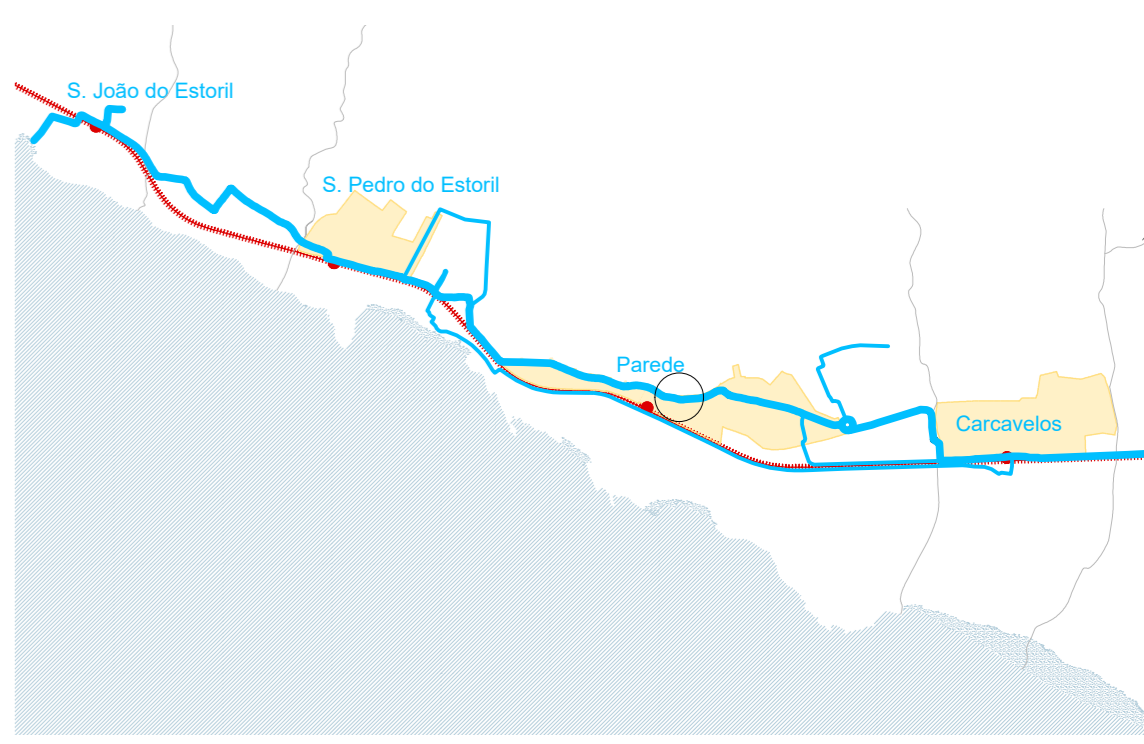 S. João do Estoril
S. Pedro do Estoril
Parede
Carcavelos